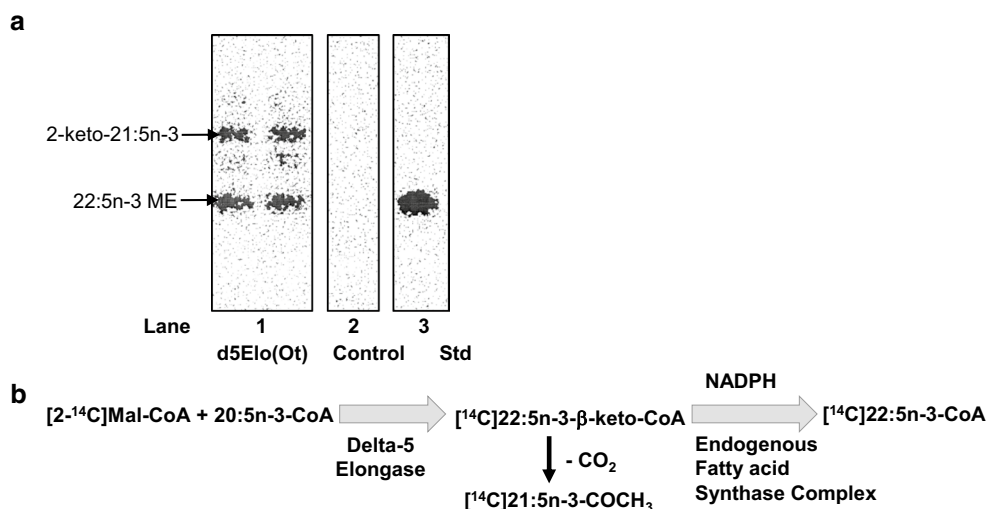 a
2-keto-21:5n-3
22:5n-3 ME
Lane 1 2 3
d5Elo(Ot) Control Std
b
NADPH
[2-¹⁴C]Mal-CoA + 20:5n-3-CoA [¹⁴C]22:5n-3-β-keto-CoA [¹⁴C]22:5n-3-CoA
Delta-5
Elongase
Endogenous
Fatty acid
Synthase Complex
- CO₂
[¹⁴C]21:5n-3-COCH₃